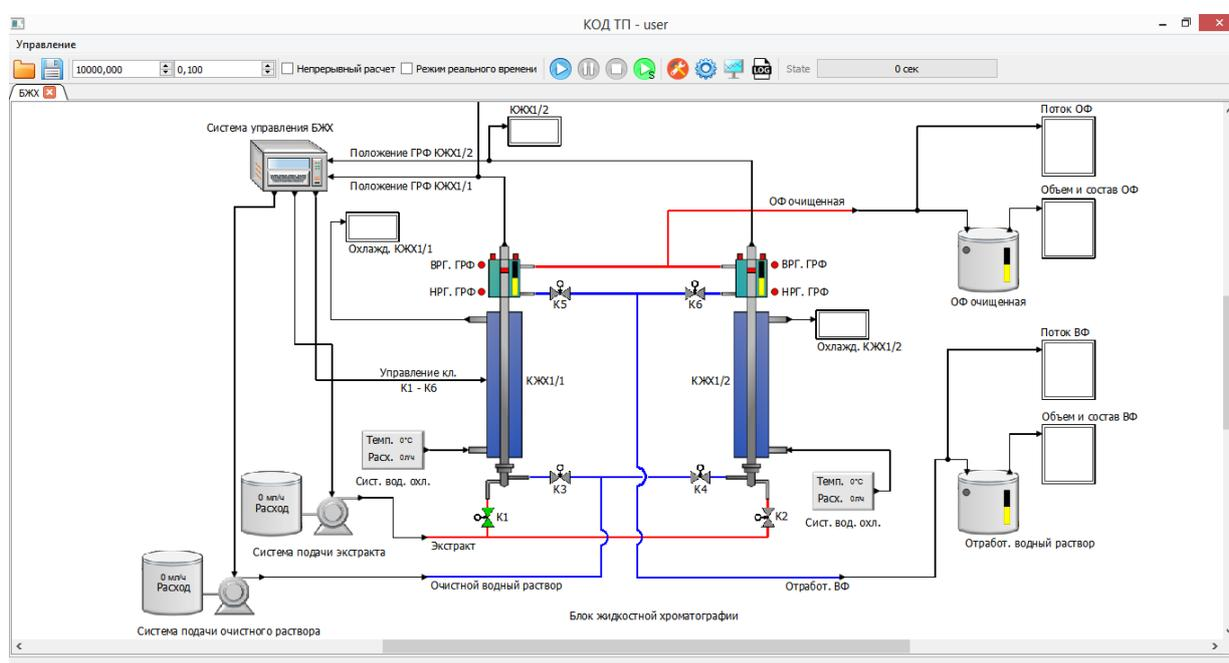 КОД ТП - user
Управление
10000,000
0,100
Непрерывный расчет
Режим реального времени
S
LOG
State
0 сек
БЖХ
КЖХ1/2
Поток ОФ
Система управления БЖХ
Положение ГРФ КЖХ1/2
Положение ГРФ КЖХ1/1
Объем и состав ОФ
ОФ очищенная
Охлажд. КЖХ1/1
ВРГ. ГРФ
ВРГ. ГРФ
НРГ. ГРФ
НРГ. ГРФ
К5
К6
ОФ очищенная
Поток ВФ
Охлажд. КЖХ1/2
Управление кл.
К1 - К6
КЖХ1/1
КЖХ1/2
Объем и состав ВФ
Темп. 0°С
Расх. 0л/ч
Сист. вод. охл.
К3
К4
Темп. 0°С
Расх. 0л/ч
Сист. вод. охл.
0 мл/ч
Расход
К1
К2
Система подачи экстракта
Экстракт
Отработ. водный раствор
0 мл/ч
Расход
Очистной водный раствор
Отработ. ВФ
Блок жидкостной хроматографии
Система подачи очистного раствора